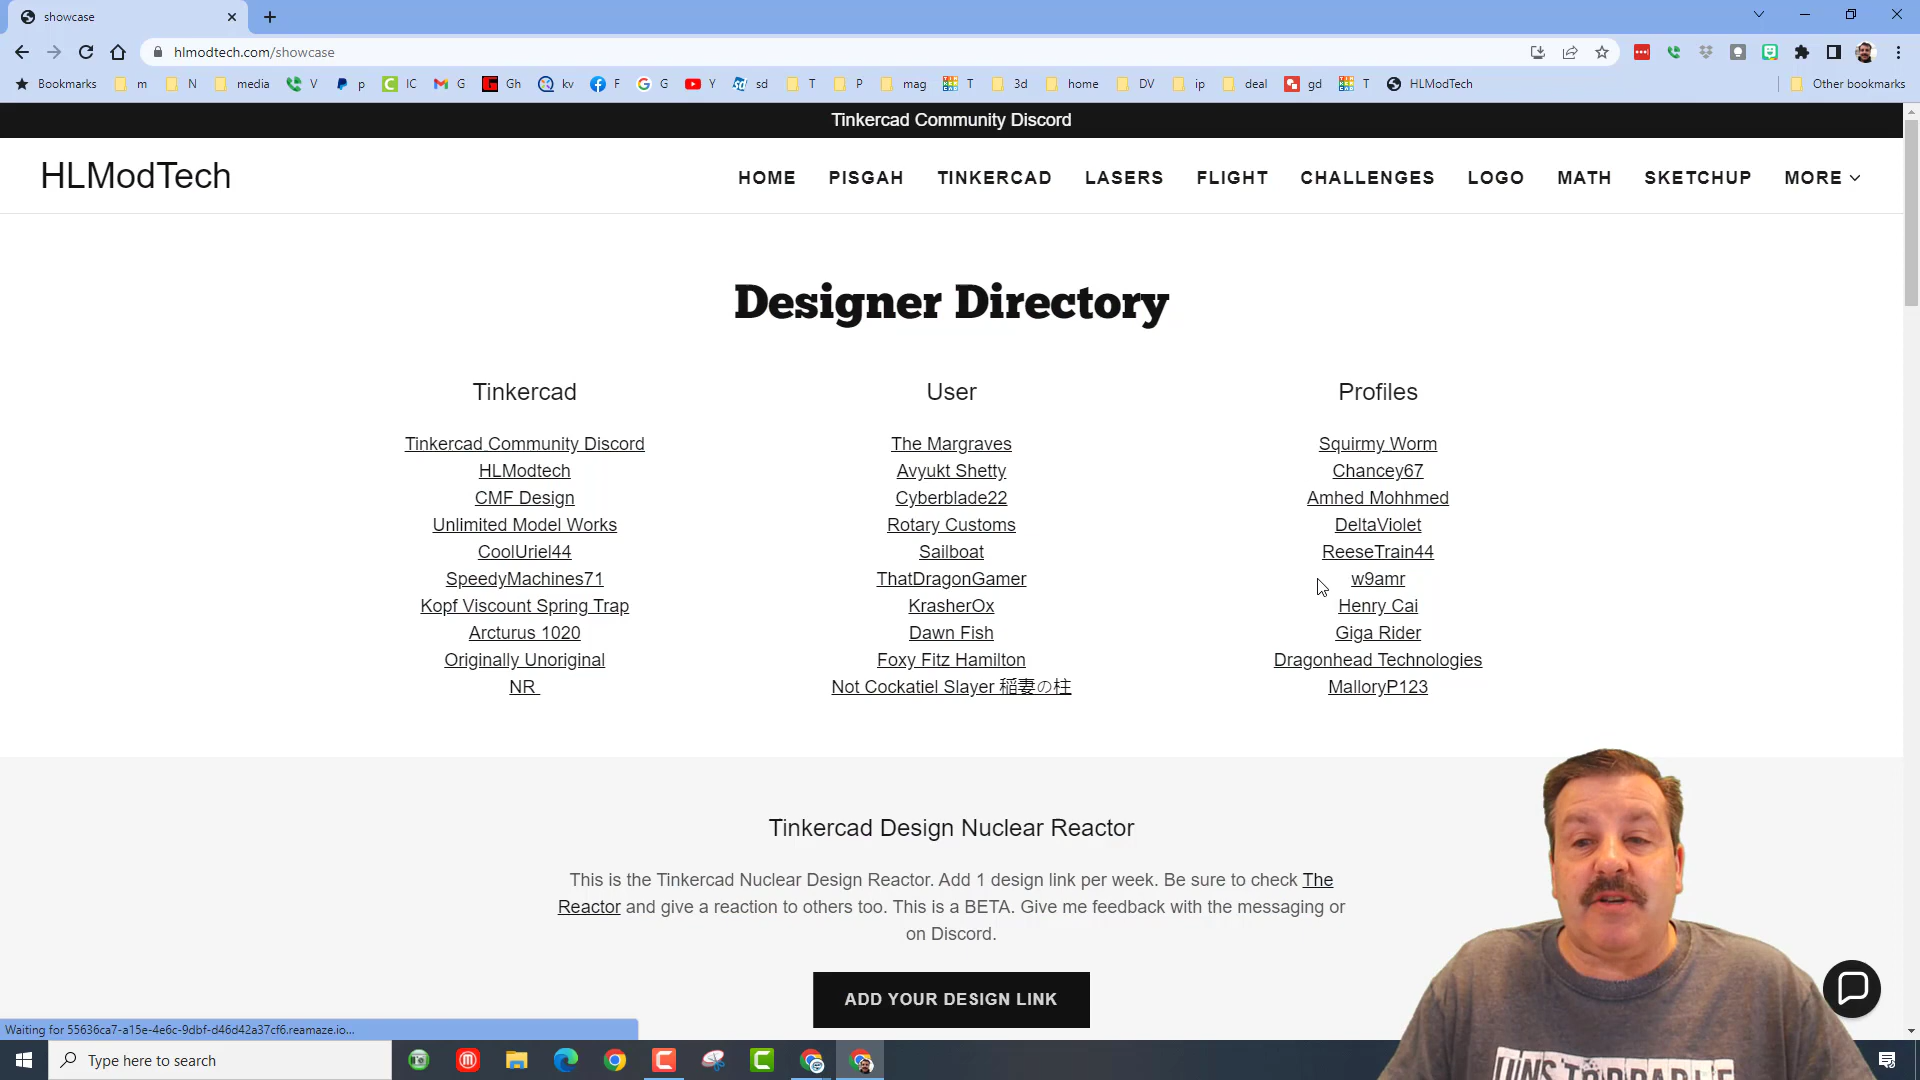 showcase
hlmodtech.com/showcase
Bookmarks m N media V p IC G Gh kv F G Y sd T P mag T 3d home DV ip deal gd T HLModTech Other bookmarks
Tinkercad Community Discord
HLModTech
HOME PISGAH TINKERCAD LASERS FLIGHT CHALLENGES LOGO MATH SKETCHUP MORE
Designer Directory
Tinkercad
Tinkercad Community Discord
HLModtech
CMF Design
Unlimited Model Works
CoolUriel44
SpeedyMachines71
Kopf Viscount Spring Trap
Arcturus 1020
Originally Unoriginal
NR
User
The Margraves
Avyukt Shetty
Cyberblade22
Rotary Customs
Sailboat
ThatDragonGamer
KrasherOx
Dawn Fish
Foxy Fitz Hamilton
Not Cockatiel Slayer 稲妻の柱
Profiles
Squirmy Worm
Chancey67
Amhed Mohhmed
DeltaViolet
ReeseTrain44
w9amr
Henry Cai
Giga Rider
Dragonhead Technologies
MalloryP123
Tinkercad Design Nuclear Reactor
This is the Tinkercad Nuclear Design Reactor. Add 1 design link per week. Be sure to check The
Reactor and give a reaction to others too. This is a BETA. Give me feedback with the messaging or
on Discord.
ADD YOUR DESIGN LINK
Waiting for 55636ca7-a15e-4e6c-9dbf-d46d42a37cf6.reamaze.io...
Type here to search
UNSTOPPABLE